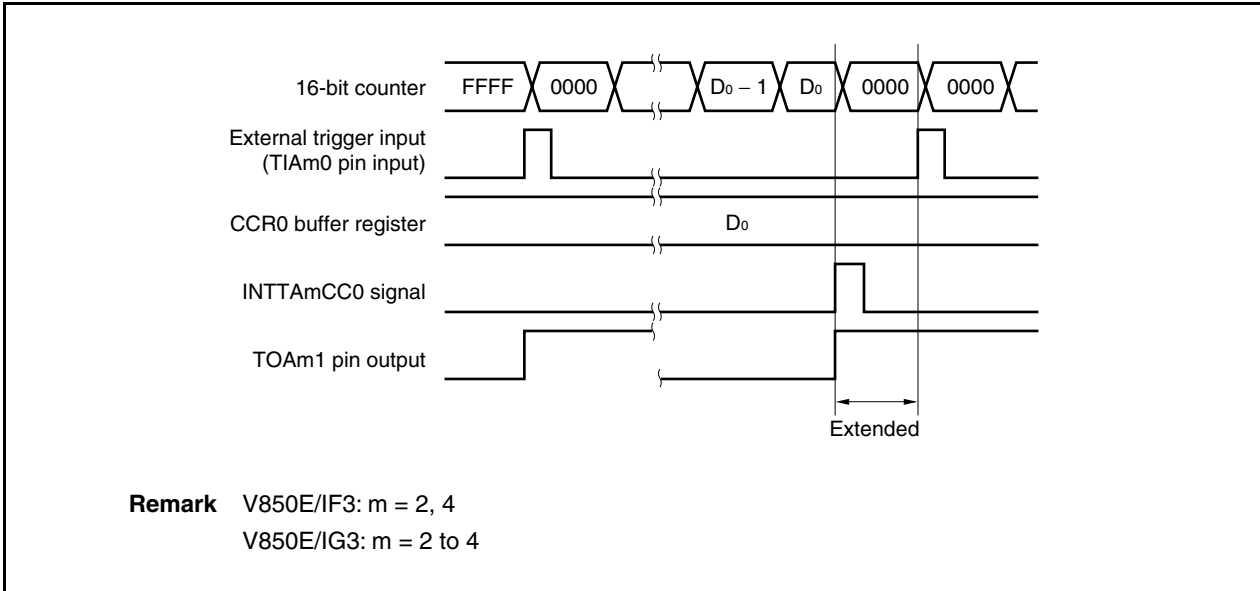 16-bit counter FFFF 0000 D0 − 1 D0 0000 0000
External trigger input
(TIAm0 pin input)
CCR0 buffer register D0
INTTAmCC0 signal
TOAm1 pin output
Extended
Remark V850E/IF3: m = 2, 4
V850E/IG3: m = 2 to 4